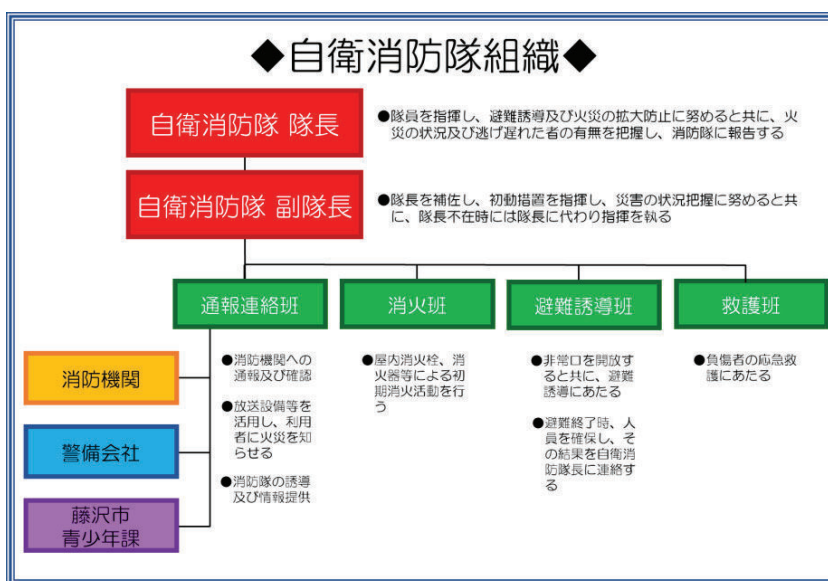 ◆自衛消防隊組織◆
自衛消防隊 隊長
●隊員を指揮し、避難誘導及び火災の拡大防止に努めると共に、火
災の状況及び逃げ遅れた者の有無を把握し、消防隊に報告する
自衛消防隊 副隊長
●隊長を補佐し、初動措置を指揮し、災害の状況把握に努めると共
に、隊長不在時には隊長に代わり指揮を執る
通報連絡班
消火班
避難誘導班
救護班
消防機関
警備会社
藤沢市
青少年課
●消防機関への
通報及び確認
●放送設備等を
活用し、利用
者に火災を知
らせる
●消防隊の誘導
及び情報提供
●屋内消火栓、消
火器等による初
期消火活動を行
う
●非常口を開放す
ると共に、避難
誘導にあたる
●避難終了時、人
員を確保し、そ
の結果を自衛消
防隊長に連絡す
る
●負傷者の応急救
護にあたる